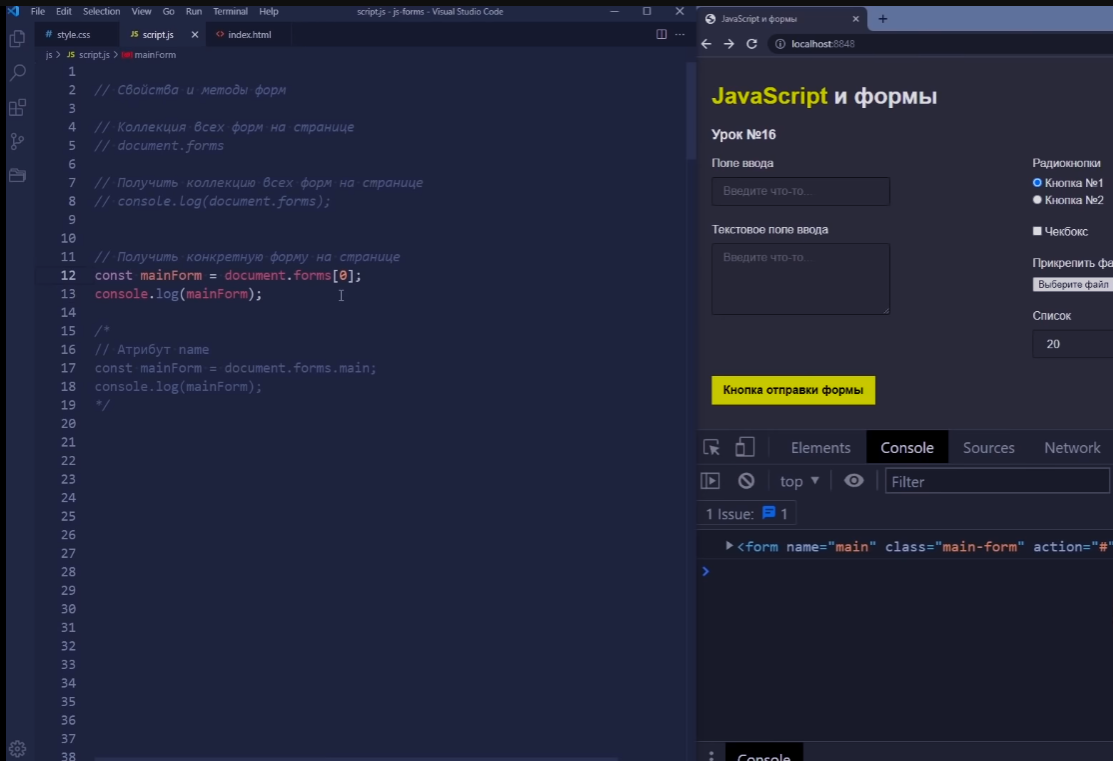 File Edit Selection View Go Run Terminal Help
script.js - js-forms - Visual Studio Code
# style.css
JS script.js
<> index.html
js > JS script.js > mainForm
1
2 // Свойства и методы форм
3
4 // Коллекция всех форм на странице
5 // document.forms
6
7 // Получить коллекцию всех форм на странице
8 // console.log(document.forms);
9
10
11 // Получить конкретную форму на странице
12 const mainForm = document.forms[0];
13 console.log(mainForm);
14
15 /*
16 // Атрибут name
17 const mainForm = document.forms.main;
18 console.log(mainForm);
19 */
20
21
22
23
24
25
26
27
28
29
30
31
32
33
34
35
36
37
38
JavaScript и формы
localhost:8848
JavaScript и формы
Урок №16
Поле ввода
Введите что-то...
Текстовое поле ввода
Введите что-то...
Кнопка отправки формы
Радиокнопки
Кнопка №1
Кнопка №2
Чекбокс
Прикрепить фа
Выберите файл
Список
20
Elements Console Sources Network
top ▼ Filter
1 Issue: 1
<form name="main" class="main-form" action="#"
Console